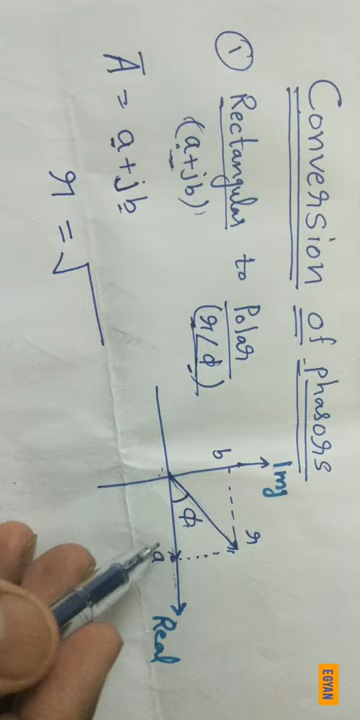 Conversion of phasors
① Rectangular to Polar
(a+jb) (r∠ϕ)
Ā = a+jb
r = √
Img
b
r
ϕ
a
Real
EGYAN